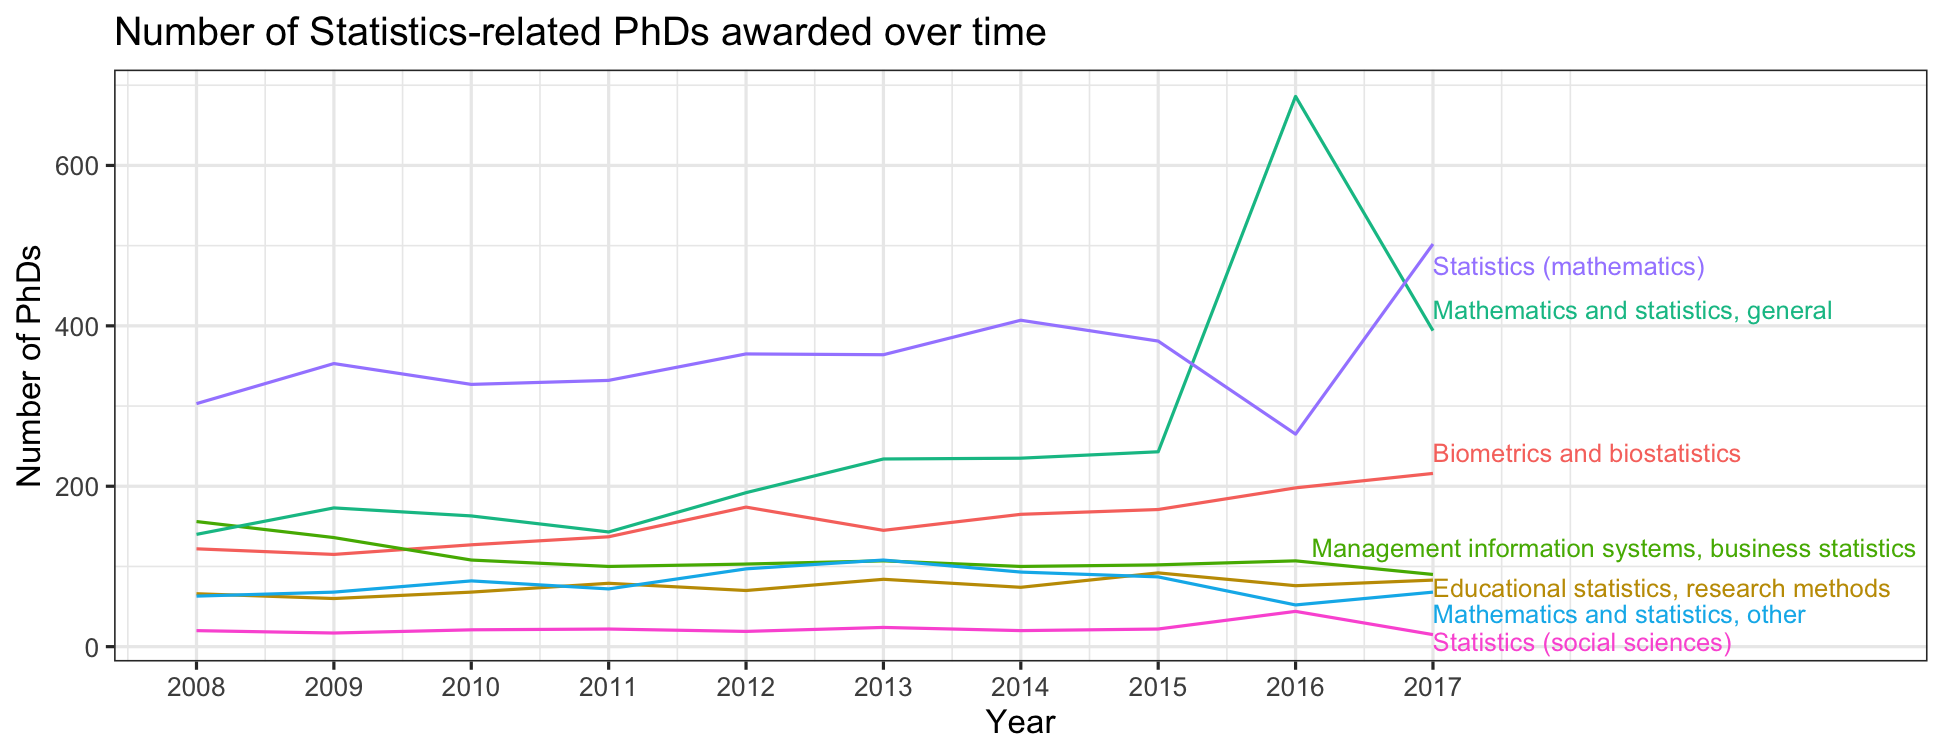 Number of Statistics-related PhDs awarded over time
Number of PhDs
600
400
200
0
Statistics (mathematics)
Mathematics and statistics, general
Biometrics and biostatistics
Management information systems, business statistics
Educational statistics, research methods
Mathematics and statistics, other
Statistics (social sciences)
2008 2009 2010 2011 2012 2013 2014 2015 2016 2017
Year